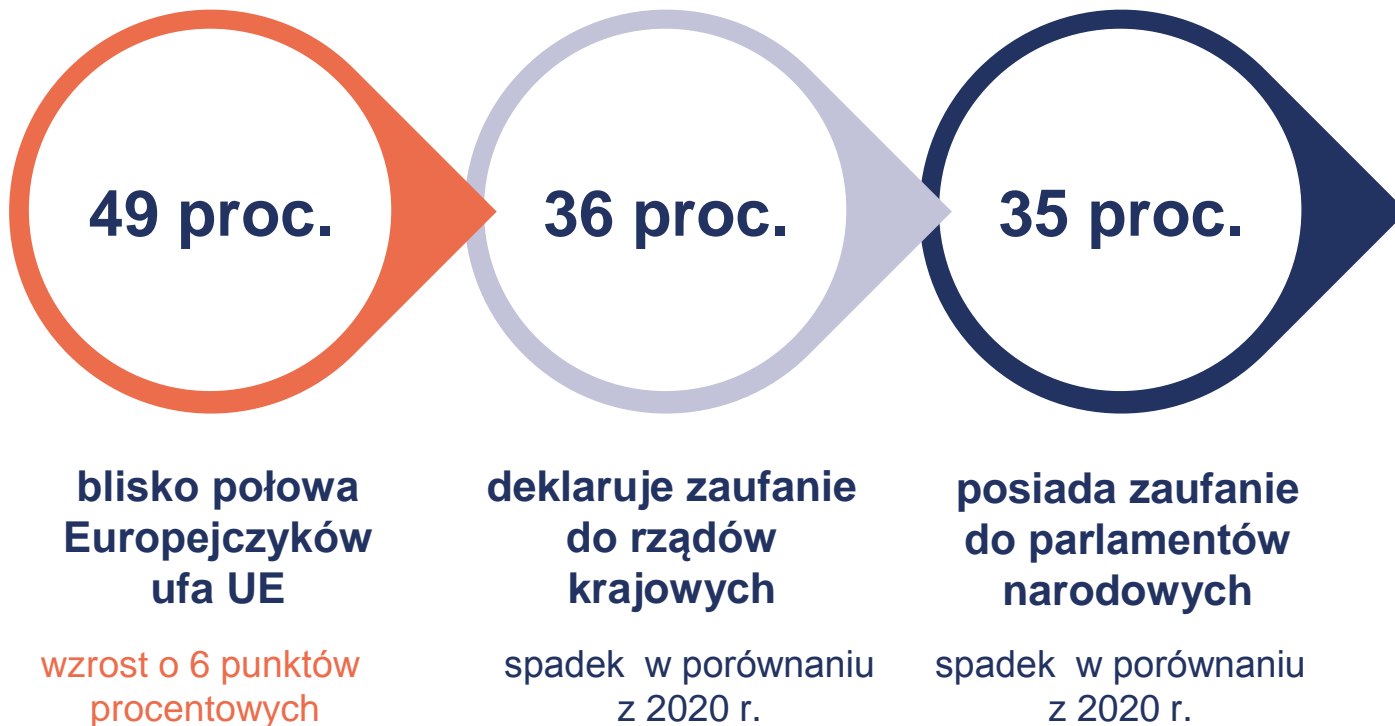 49 proc.
36 proc.
35 proc.
blisko połowa
Europejczyków
ufa UE
wzrost o 6 punktów
procentowych
deklaruje zaufanie
do rządów
krajowych
spadek w porównaniu
z 2020 r.
posiada zaufanie
do parlamentów
narodowych
spadek w porównaniu
z 2020 r.